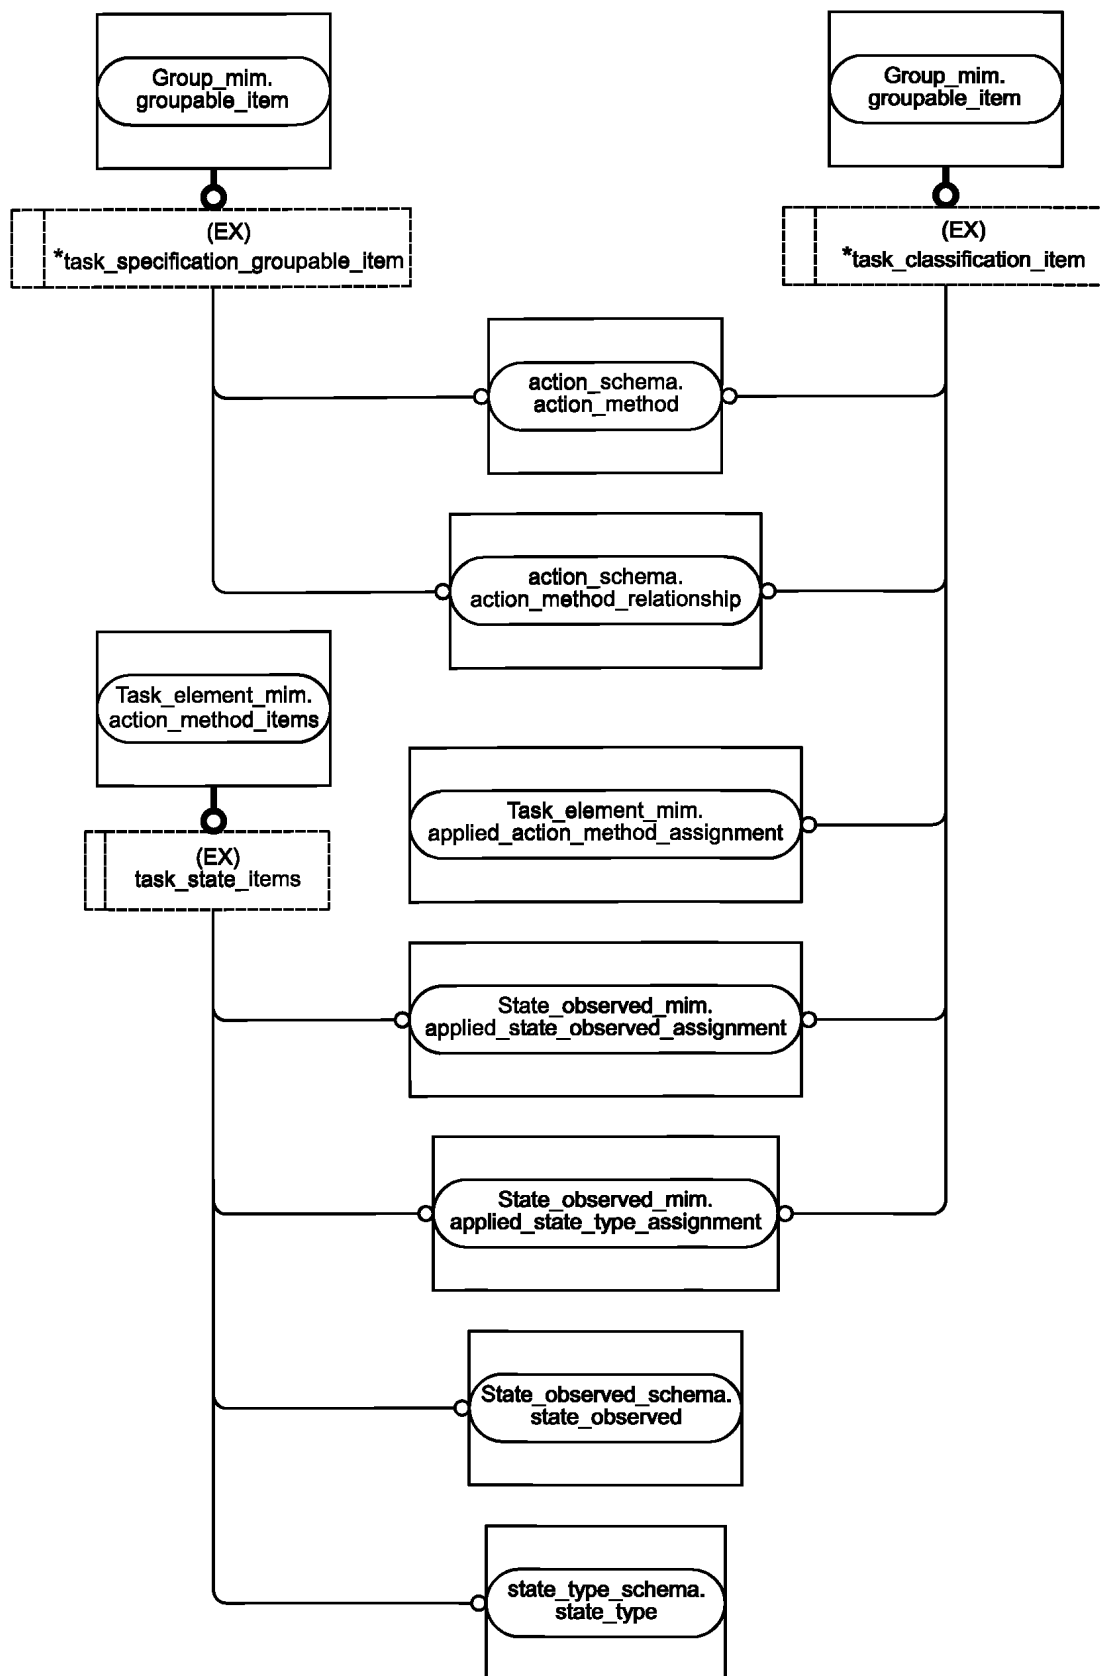 Group_mim.
groupable_item
Group_mim.
groupable_item
(EX)
*task_specification_groupable_item
(EX)
*task_classification_item
action_schema.
action_method
action_schema.
action_method_relationship
Task_element_mim.
action_method_items
Task_element_mim.
applied_action_method_assignment
(EX)
task_state_items
State_observed_mim.
applied_state_observed_assignment
State_observed_mim.
applied_state_type_assignment
State_observed_schema.
state_observed
state_type_schema.
state_type